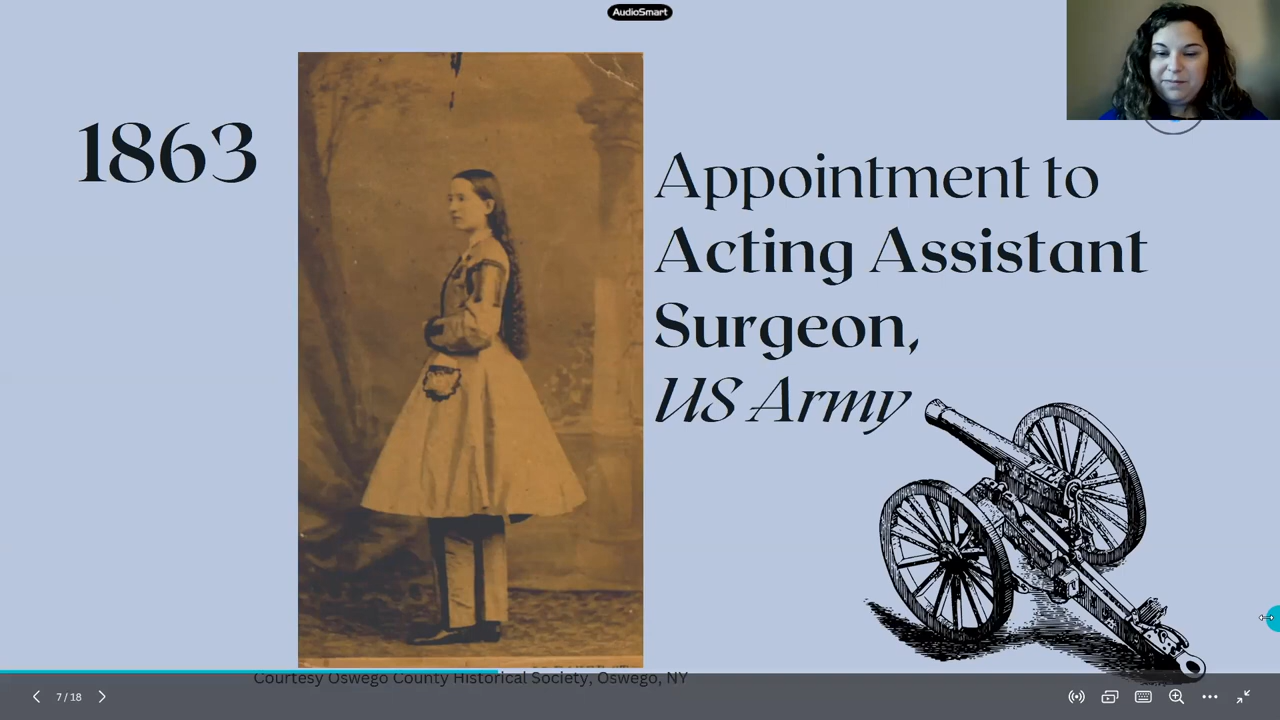 AudioSmart
1863
Appointment to
Acting Assistant
Surgeon,
US Army
Courtesy Oswego County Historical Society, Oswego, NY
7 / 18